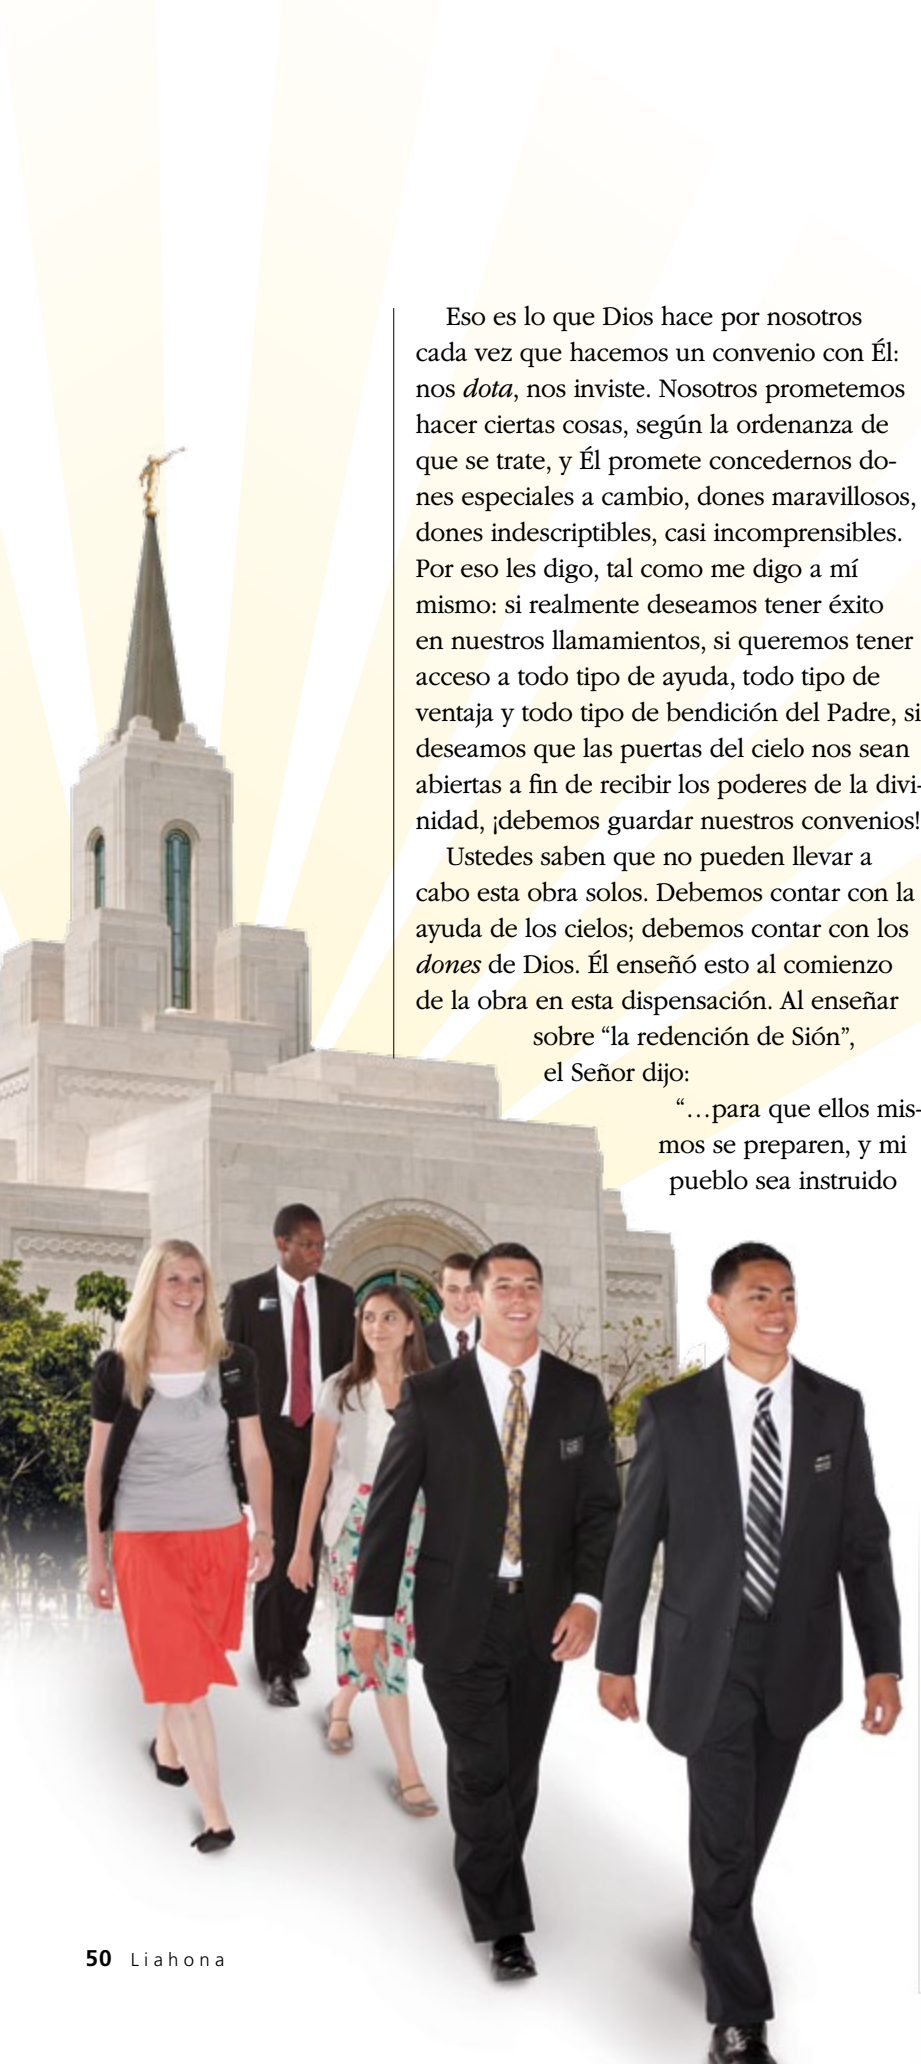 Eso es lo que Dios hace por nosotros
cada vez que hacemos un convenio con Él:
nos dota, nos inviste. Nosotros prometemos
hacer ciertas cosas, según la ordenanza de
que se trate, y Él promete concedernos do-
nes especiales a cambio, dones maravillosos,
dones indescriptibles, casi incomprensibles.
Por eso les digo, tal como me digo a mí
mismo: si realmente deseamos tener éxito
en nuestros llamamientos, si queremos tener
acceso a todo tipo de ayuda, todo tipo de
ventaja y todo tipo de bendición del Padre, si
deseamos que las puertas del cielo nos sean
abiertas a fin de recibir los poderes de la divi-
nidad, ¡debemos guardar nuestros convenios!
Ustedes saben que no pueden llevar a
cabo esta obra solos. Debemos contar con la
ayuda de los cielos; debemos contar con los
dones de Dios. Él enseñó esto al comienzo
de la obra en esta dispensación. Al enseñar
sobre “la redención de Sión”,
el Señor dijo:
“…para que ellos mis-
mos se preparen, y mi
pueblo sea instruido
50 Liahona